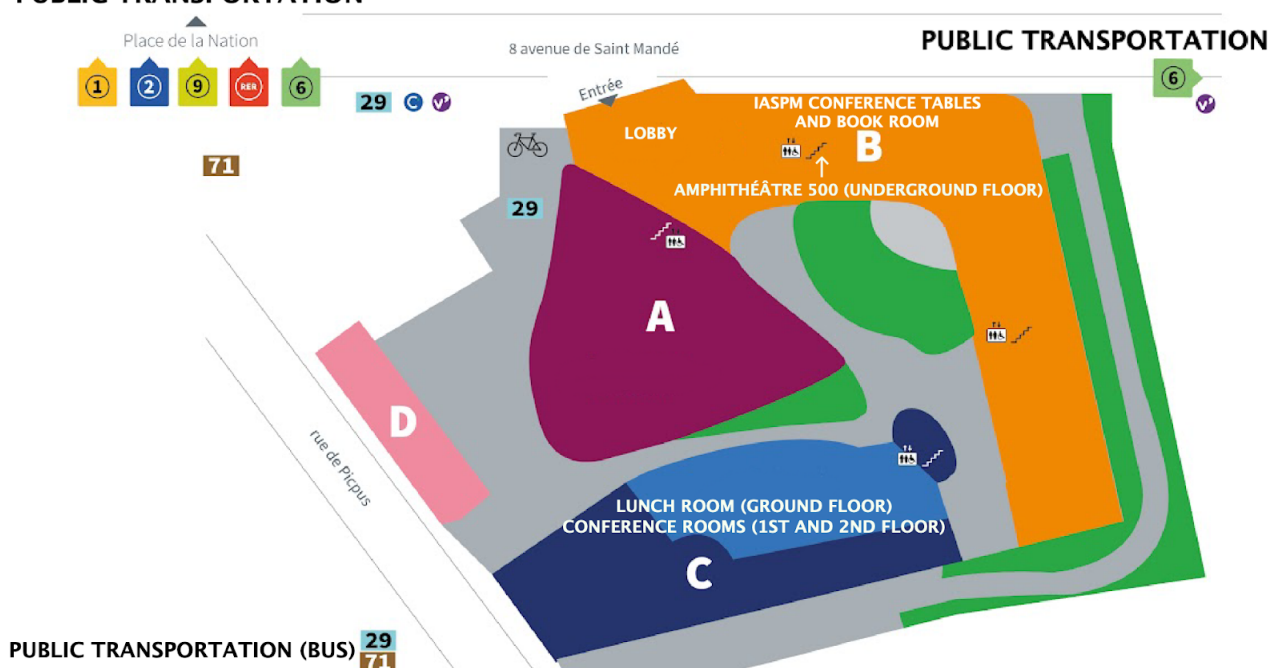 PUBLIC TRANSPORTATION
Place de la Nation
1 2 9 RER 6
8 avenue de Saint Mandé
PUBLIC TRANSPORTATION
6
29 C
Entrée
71
LOBBY
IASPM CONFERENCE TABLES
AND BOOK ROOM
B
AMPHITHÉÂTRE 500 (UNDERGROUND FLOOR)
29
A
D
rue de Picpus
LUNCH ROOM (GROUND FLOOR)
CONFERENCE ROOMS (1ST AND 2ND FLOOR)
C
PUBLIC TRANSPORTATION (BUS)
29
71